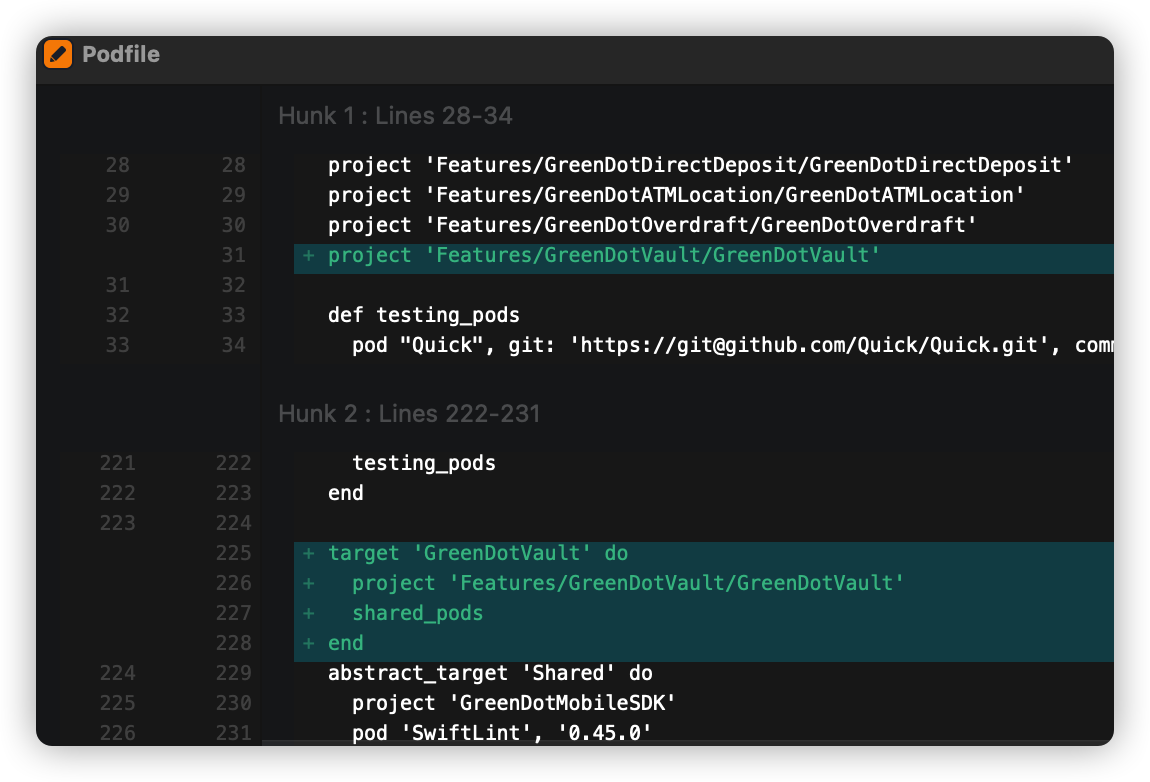 Podfile
Hunk 1 : Lines 28-34
28 28 project 'Features/GreenDotDirectDeposit/GreenDotDirectDeposit'
29 29 project 'Features/GreenDotATMLocation/GreenDotATMLocation'
30 30 project 'Features/GreenDotOverdraft/GreenDotOverdraft'
31 + project 'Features/GreenDotVault/GreenDotVault'
31 32
32 33 def testing_pods
33 34 pod "Quick", git: 'https://git@github.com/Quick/Quick.git', com
Hunk 2 : Lines 222-231
221 222 testing_pods
222 223 end
223 224
225 + target 'GreenDotVault' do
226 + project 'Features/GreenDotVault/GreenDotVault'
227 + shared_pods
228 + end
224 229 abstract_target 'Shared' do
225 230 project 'GreenDotMobileSDK'
226 231 pod 'SwiftLint', '0.45.0'